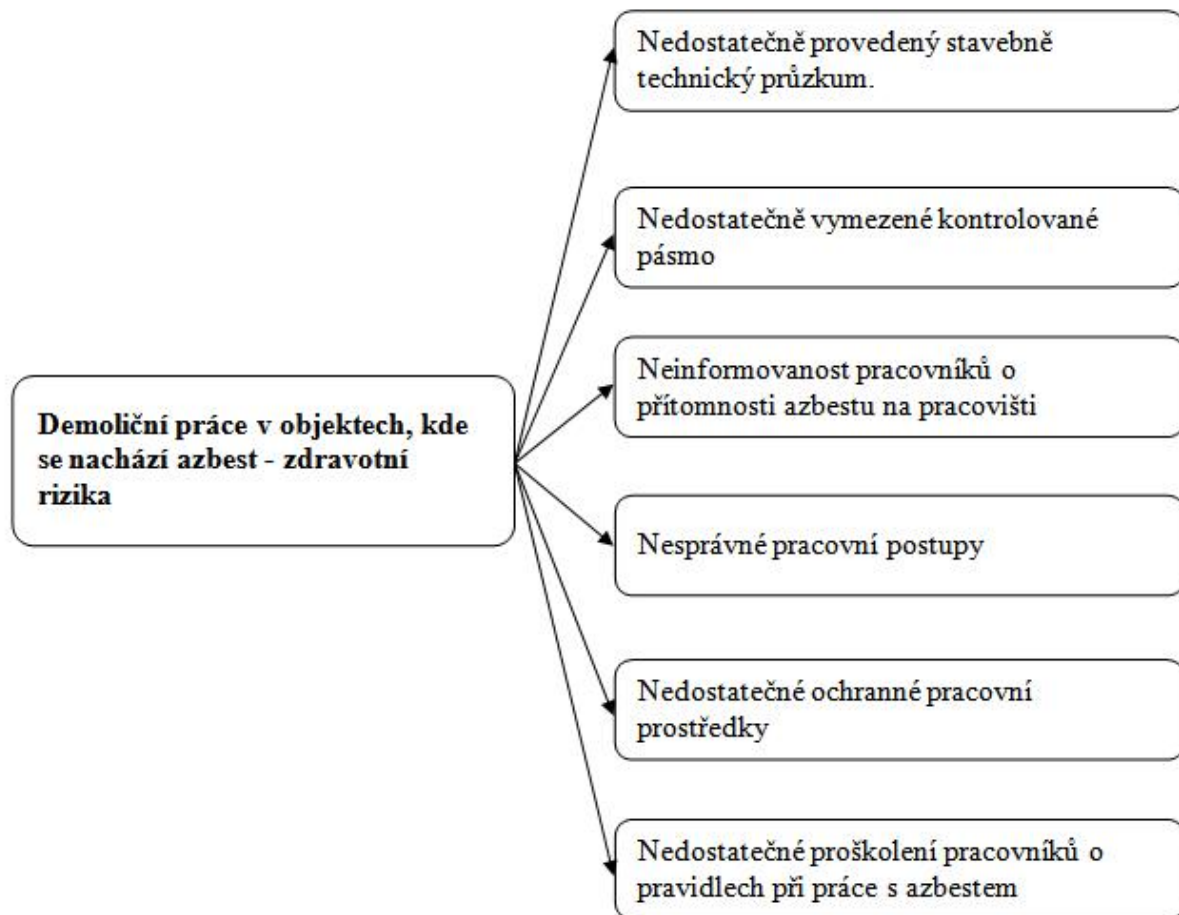 Nedostatečně provedený stavebně
technický průzkum.
Nedostatečně vymezené kontrolované
pásmo
Neinformovanost pracovníků o
přítomnosti azbestu na pracovišti
Demoliční práce v objektech, kde
se nachází azbest - zdravotní
rizika
Nesprávné pracovní postupy
Nedostatečné ochranné pracovní
prostředky
Nedostatečné proškolení pracovníků o
pravidlech při práce s azbestem